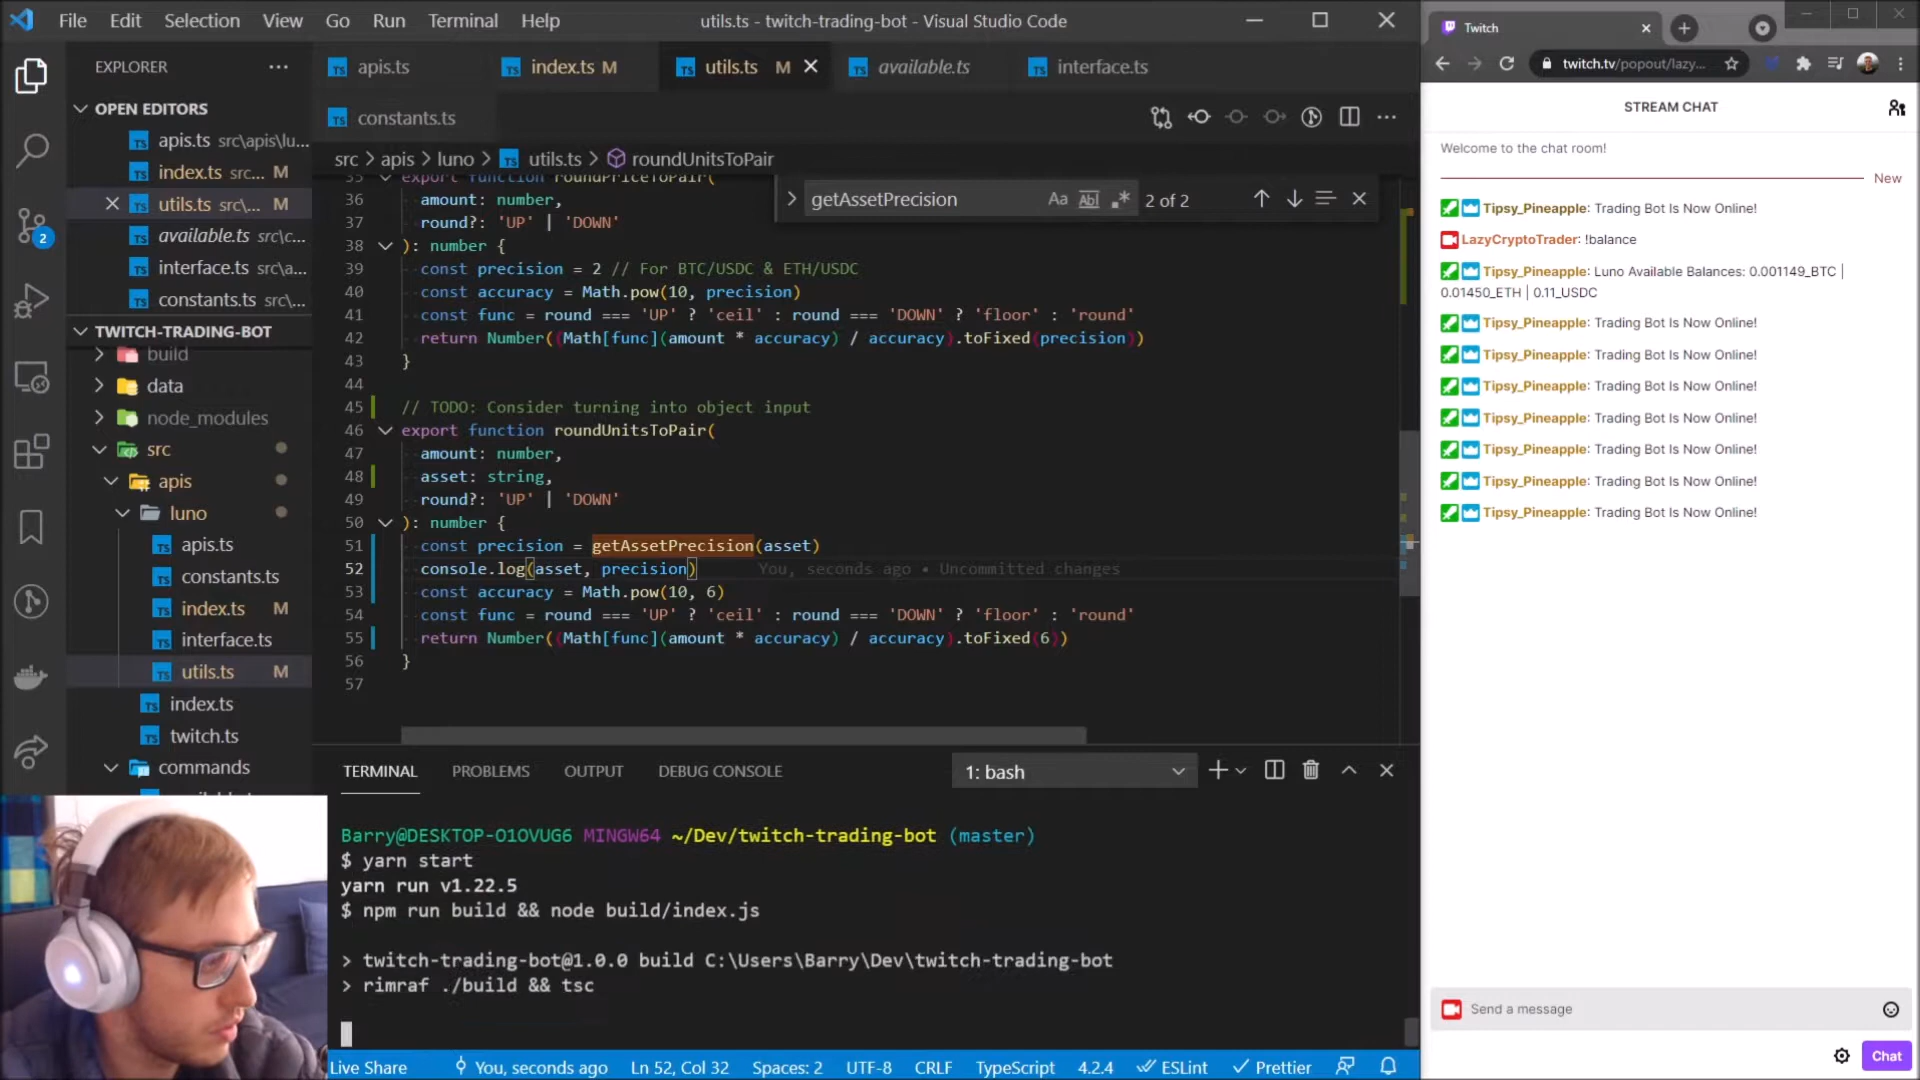 File Edit Selection View Go Run Terminal Help
utils.ts - twitch-trading-bot - Visual Studio Code
EXPLORER
OPEN EDITORS
apis.ts src\apis\lu...
index.ts src... M
utils.ts src\... M
available.ts src\c...
interface.ts src\a...
constants.ts src\...
TWITCH-TRADING-BOT
build
data
node_modules
src
apis
luno
apis.ts
constants.ts
index.ts M
interface.ts
utils.ts M
index.ts
twitch.ts
commands
2
apis.ts
index.ts M
utils.ts M
available.ts
interface.ts
constants.ts
src > apis > luno > utils.ts > roundUnitsToPair
getAssetPrecision Aa Ab| .* 2 of 2
35 export function roundPriceToPair(
36 amount: number,
37 round?: 'UP' | 'DOWN'
38 ): number {
39 const precision = 2 // For BTC/USDC & ETH/USDC
40 const accuracy = Math.pow(10, precision)
41 const func = round === 'UP' ? 'ceil' : round === 'DOWN' ? 'floor' : 'round'
42 return Number((Math[func](amount * accuracy) / accuracy).toFixed(precision))
43 }
44
45 // TODO: Consider turning into object input
46 export function roundUnitsToPair(
47 amount: number,
48 asset: string,
49 round?: 'UP' | 'DOWN'
50 ): number {
51 const precision = getAssetPrecision(asset)
52 console.log(asset, precision) You, seconds ago • Uncommitted changes
53 const accuracy = Math.pow(10, 6)
54 const func = round === 'UP' ? 'ceil' : round === 'DOWN' ? 'floor' : 'round'
55 return Number((Math[func](amount * accuracy) / accuracy).toFixed(6))
56 }
57
TERMINAL PROBLEMS OUTPUT DEBUG CONSOLE 1: bash
Barry@DESKTOP-O1OVUG6 MINGW64 ~/Dev/twitch-trading-bot (master)
$ yarn start
yarn run v1.22.5
$ npm run build && node build/index.js
> twitch-trading-bot@1.0.0 build C:\Users\Barry\Dev\twitch-trading-bot
> rimraf ./build && tsc
Live Share You, seconds ago Ln 52, Col 32 Spaces: 2 UTF-8 CRLF TypeScript 4.2.4 ESLint Prettier
Twitch
twitch.tv/popout/lazy...
STREAM CHAT
Welcome to the chat room!
New
Tipsy_Pineapple: Trading Bot Is Now Online!
LazyCryptoTrader: !balance
Tipsy_Pineapple: Luno Available Balances: 0.001149_BTC |
0.01450_ETH | 0.11_USDC
Tipsy_Pineapple: Trading Bot Is Now Online!
Tipsy_Pineapple: Trading Bot Is Now Online!
Tipsy_Pineapple: Trading Bot Is Now Online!
Tipsy_Pineapple: Trading Bot Is Now Online!
Tipsy_Pineapple: Trading Bot Is Now Online!
Tipsy_Pineapple: Trading Bot Is Now Online!
Tipsy_Pineapple: Trading Bot Is Now Online!
Send a message
Chat